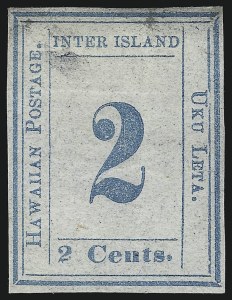 INTER ISLAND
HAWAIIAN POSTAGE.
2
UKU LETA.
2 Cents.